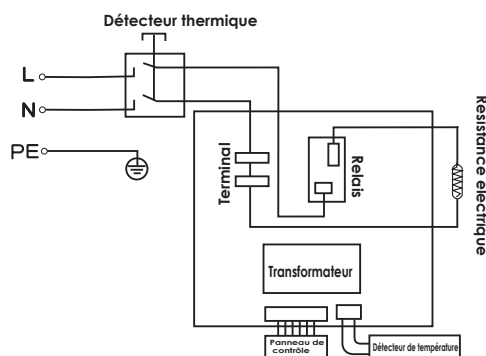 Détecteur thermique
L
N
PE
Terminal
Relais
Resistance electrique
Transformateur
Panneau de
contrôle
Détecteur de température